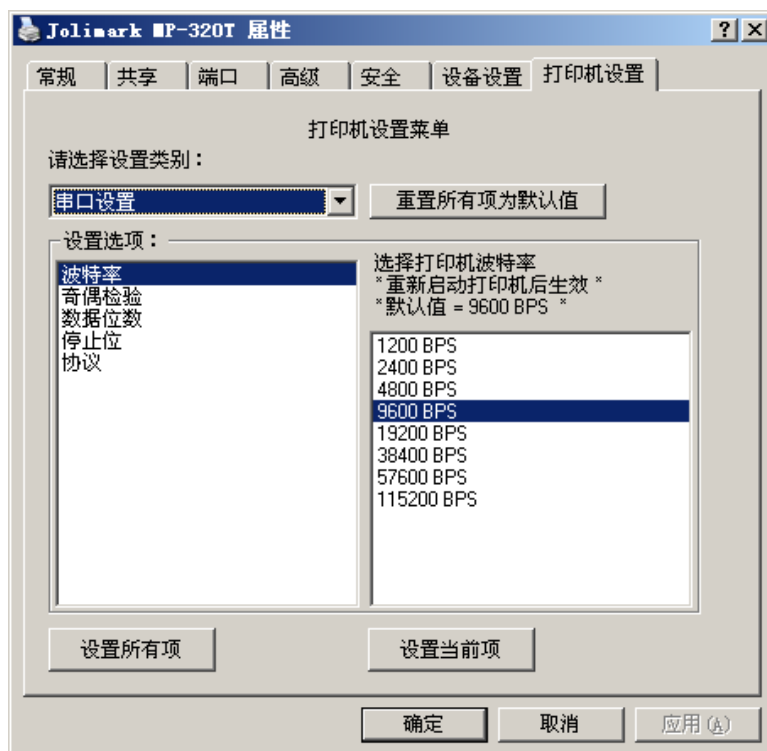 Jolimark MP-320T 属性
常规 共享 端口 高级 安全 设备设置 打印机设置
打印机设置菜单
请选择设置类别：
串口设置 重置所有项为默认值
设置选项：
波特率
奇偶检验
数据位数
停止位
协议
选择打印机波特率
*重新启动打印机后生效 *
*默认值 = 9600 BPS *
1200 BPS
2400 BPS
4800 BPS
9600 BPS
19200 BPS
38400 BPS
57600 BPS
115200 BPS
设置所有项 设置当前项
确定 取消 应用(A)